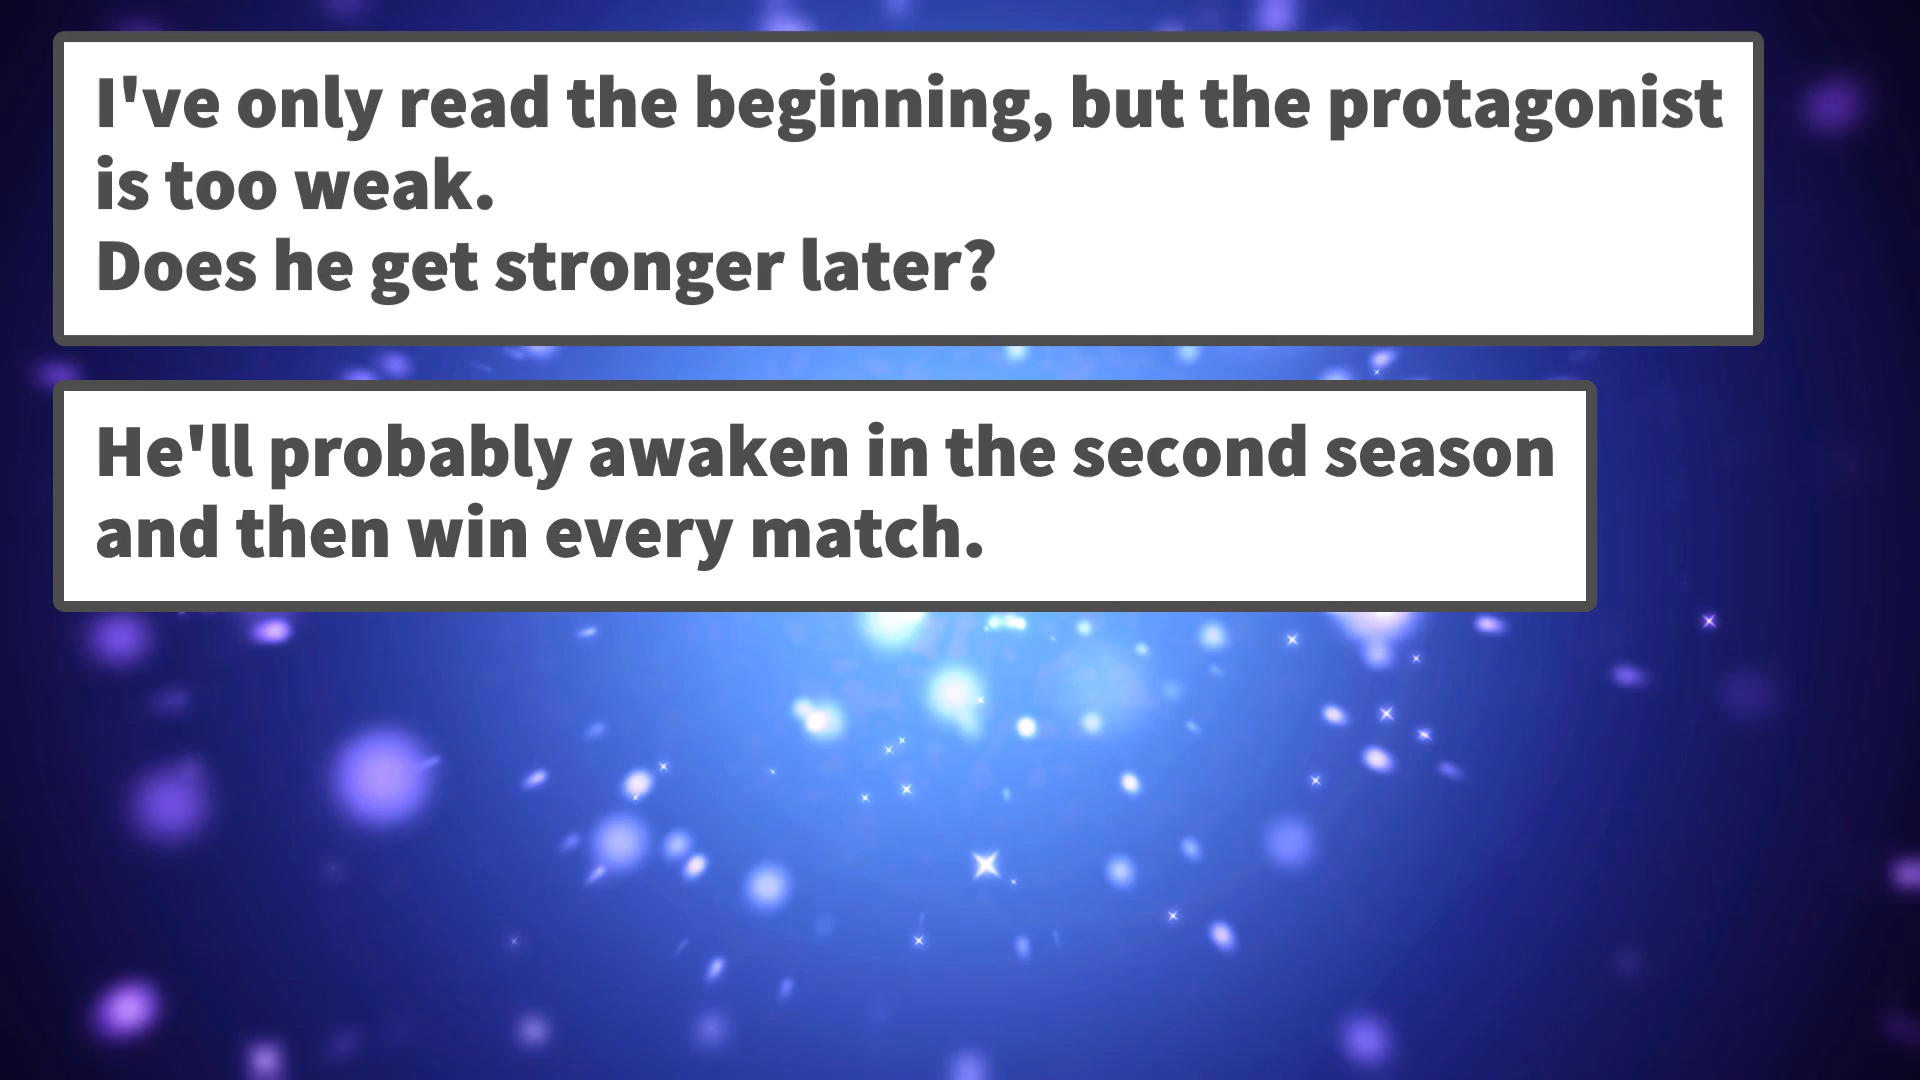 I've only read the beginning, but the protagonist
is too weak.
Does he get stronger later?
He'll probably awaken in the second season
and then win every match.